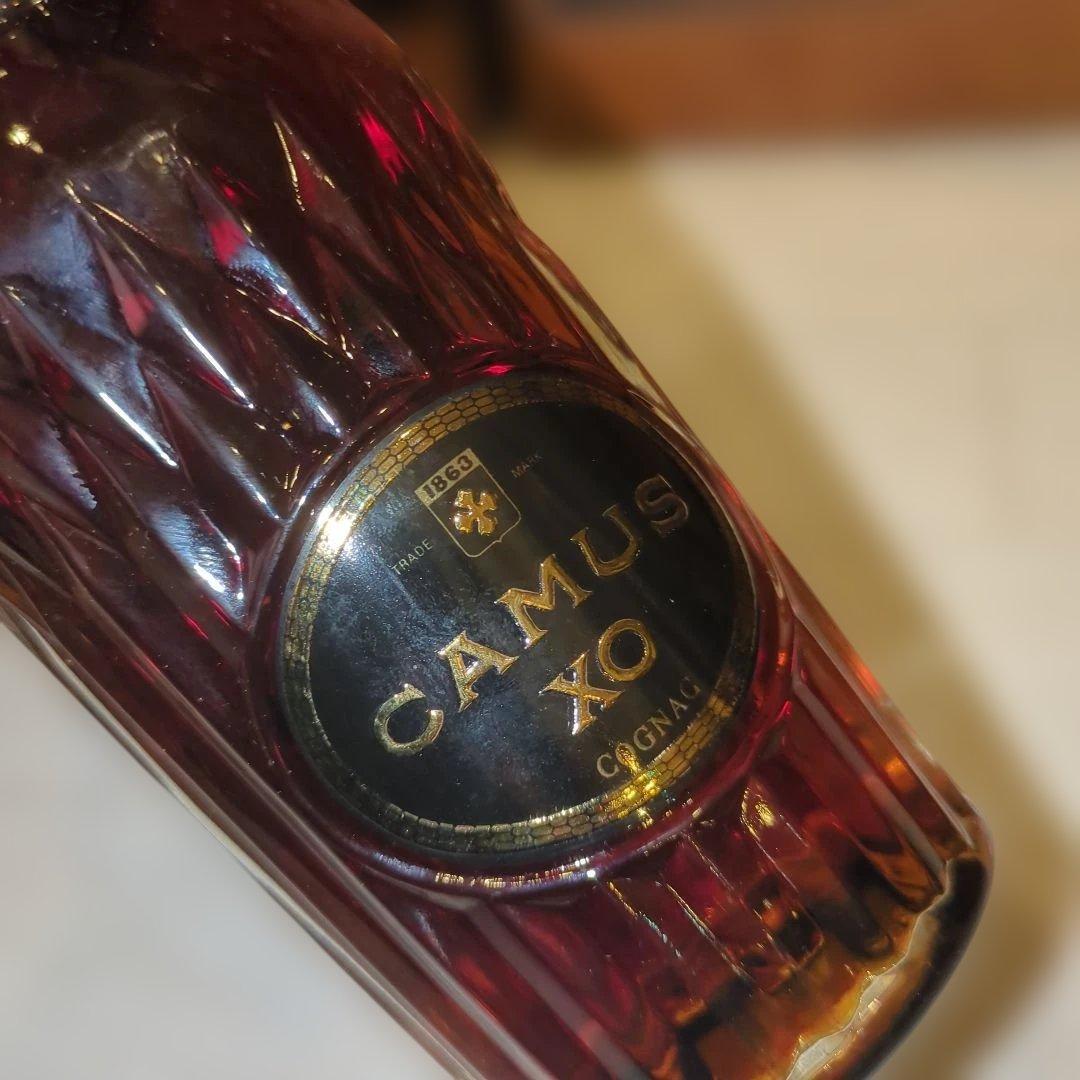 1863
TRADE MARK
CAMUS
XO
COGNAC